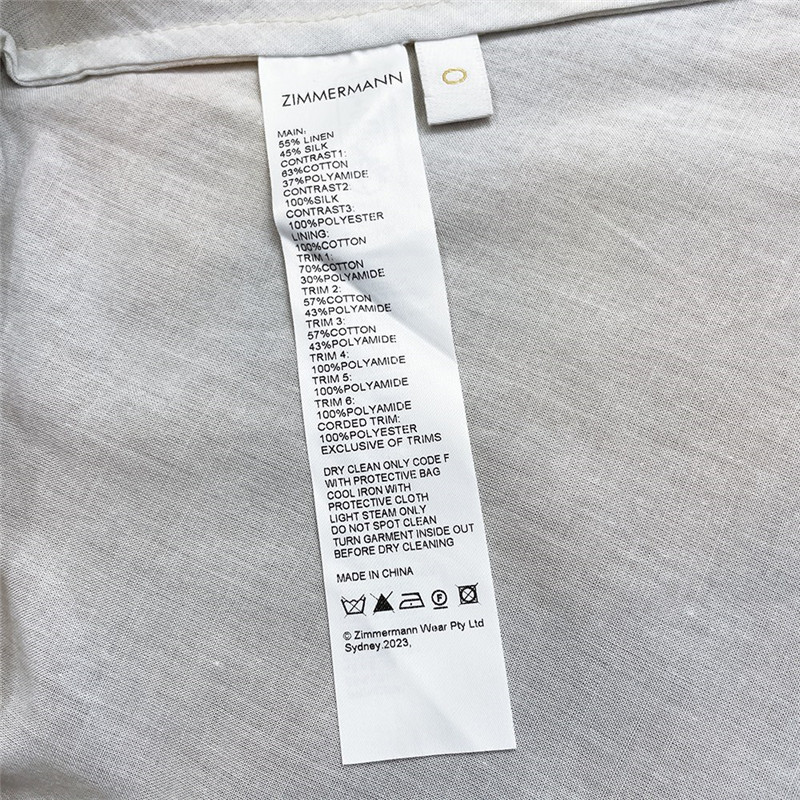 ZIMMERMANN
0
MAIN:
55% LINEN
45% SILK
CONTRAST1:
63%COTTON
37%POLYAMIDE
CONTRAST2:
100%SILK
CONTRAST3:
100%POLYESTER
LINING:
100%COTTON
TRIM 1:
70%COTTON
30%POLYAMIDE
TRIM 2:
57%COTTON
43%POLYAMIDE
TRIM 3:
57%COTTON
43%POLYAMIDE
TRIM 4:
100%POLYAMIDE
TRIM 5:
100%POLYAMIDE
TRIM 6:
100%POLYAMIDE
CORDED TRIM:
100%POLYESTER
EXCLUSIVE OF TRIMS
DRY CLEAN ONLY CODE F
WITH PROTECTIVE BAG
COOL IRON WITH
PROTECTIVE CLOTH
LIGHT STEAM ONLY
DO NOT SPOT CLEAN
TURN GARMENT INSIDE OUT
BEFORE DRY CLEANING
MADE IN CHINA
F
© Zimmermann Wear Pty Ltd
Sydney.2023,